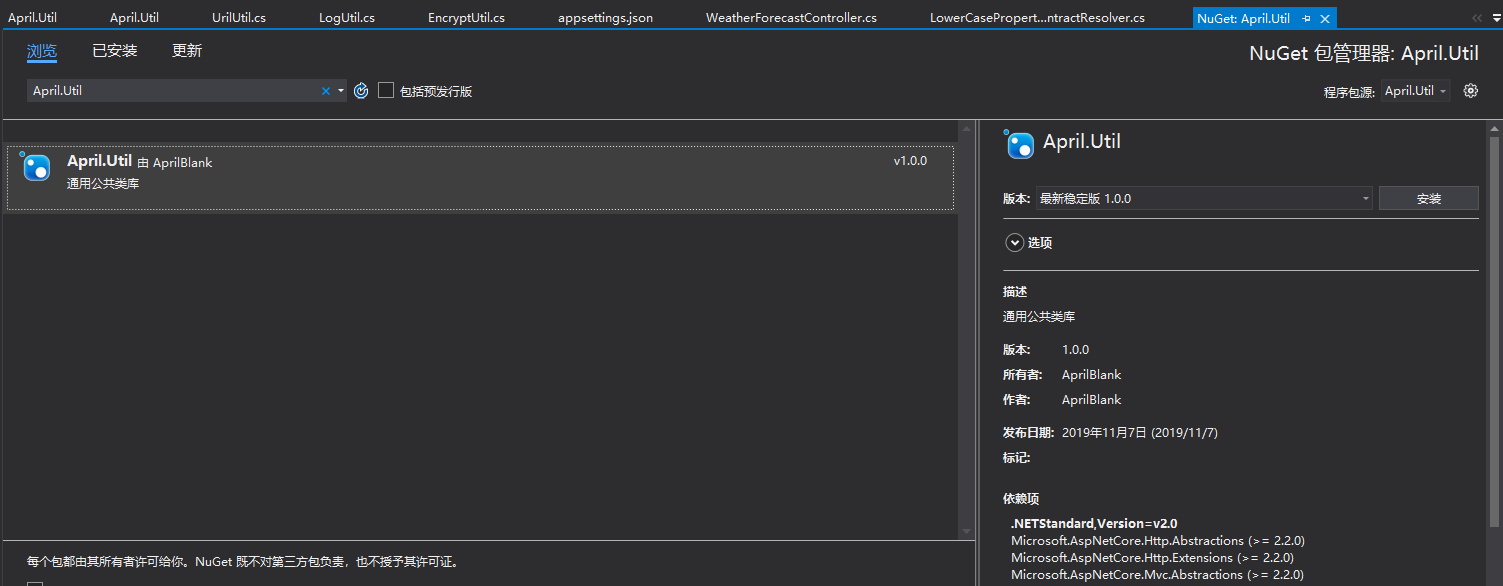 April.Util April.Util UrilUtil.cs LogUtil.cs EncryptUtil.cs appsettings.json WeatherForecastController.cs LowerCasePropert...ntractResolver.cs NuGet: April.Util
浏览 已安装 更新
NuGet 包管理器: April.Util
April.Util
包括预发行版
程序包源: April.Util
April.Util 由 AprilBlank
v1.0.0
通用公共类库
April.Util
版本: 最新稳定版 1.0.0
安装
选项
描述
通用公共类库
版本: 1.0.0
所有者: AprilBlank
作者: AprilBlank
发布日期: 2019年11月7日 (2019/11/7)
标记:
依赖项
.NETStandard,Version=v2.0
Microsoft.AspNetCore.Http.Abstractions (>= 2.2.0)
Microsoft.AspNetCore.Http.Extensions (>= 2.2.0)
Microsoft.AspNetCore.Mvc.Abstractions (>= 2.2.0)
每个包都由其所有者许可给你。NuGet 既不对第三方包负责，也不授予其许可证。